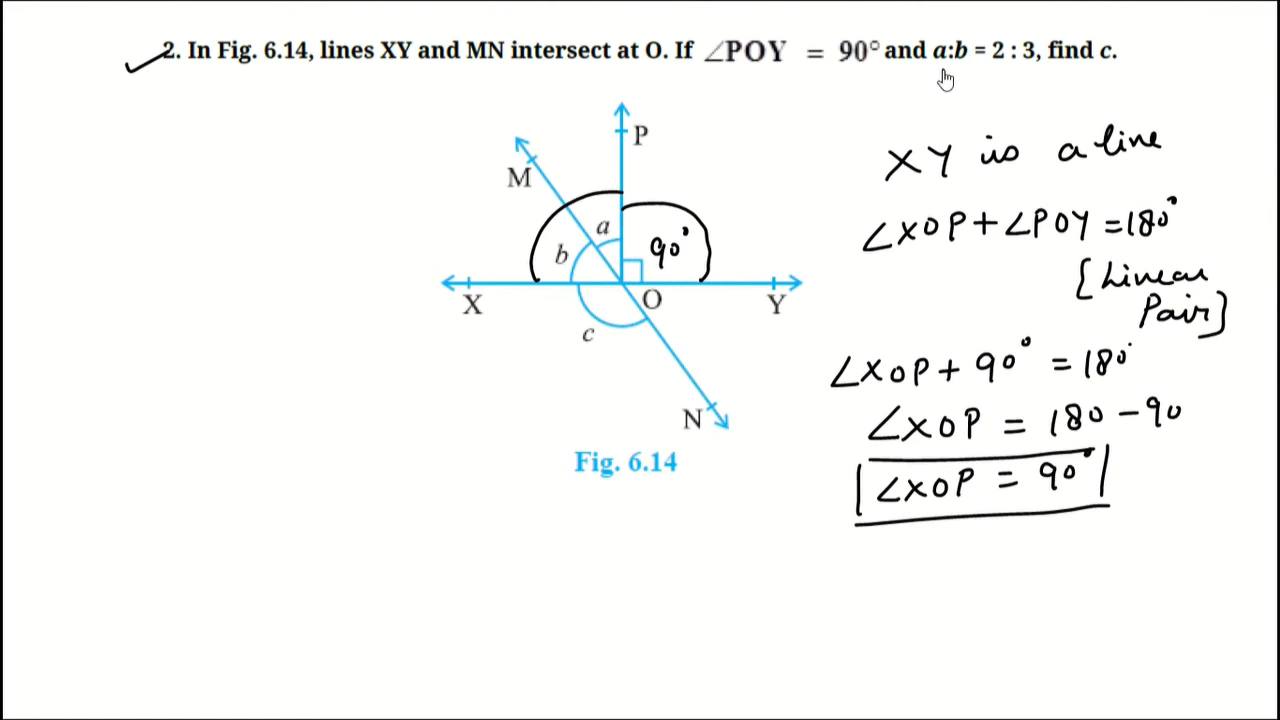 2. In Fig. 6.14, lines XY and MN intersect at O. If ∠POY = 90° and a:b = 2 : 3, find c.
P
M
a
b
90°
X
O
Y
c
N
Fig. 6.14
XY is a line
∠XOP + ∠POY = 180°
[Linear
Pair]
∠XOP + 90° = 180°
∠XOP = 180 - 90
∠XOP = 90°